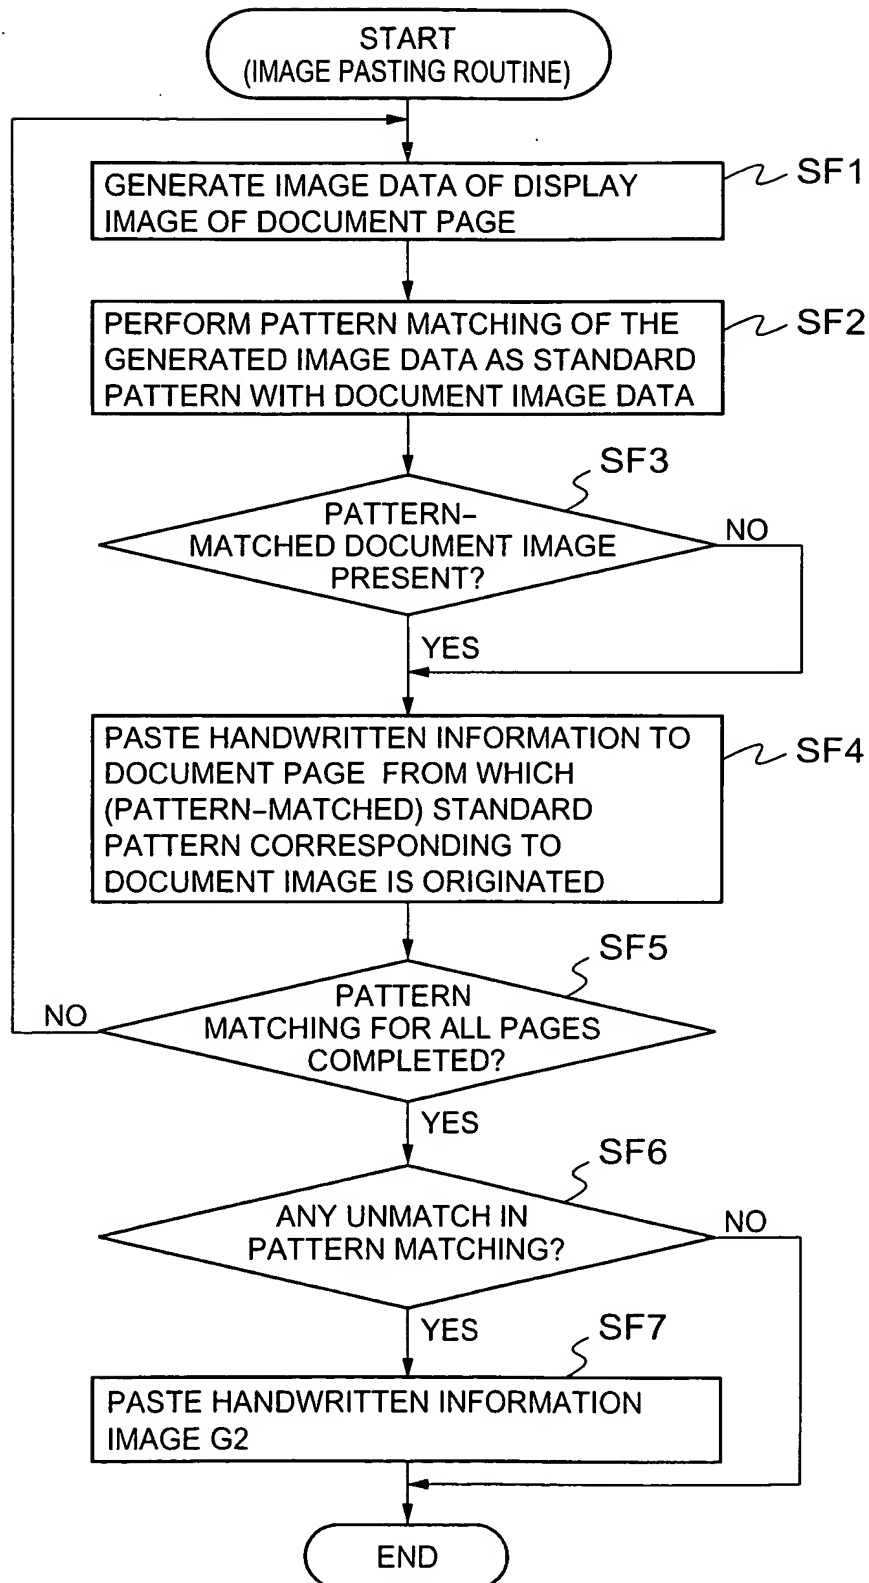 START
(IMAGE PASTING ROUTINE)
GENERATE IMAGE DATA OF DISPLAY
IMAGE OF DOCUMENT PAGE
SF1
PERFORM PATTERN MATCHING OF THE
GENERATED IMAGE DATA AS STANDARD
PATTERN WITH DOCUMENT IMAGE DATA
SF2
SF3
PATTERN-
MATCHED DOCUMENT IMAGE
PRESENT?
NO
YES
PASTE HANDWRITTEN INFORMATION TO
DOCUMENT PAGE FROM WHICH
(PATTERN-MATCHED) STANDARD
PATTERN CORRESPONDING TO
DOCUMENT IMAGE IS ORIGINATED
SF4
SF5
PATTERN
MATCHING FOR ALL PAGES
COMPLETED?
NO
YES
SF6
ANY UNMATCH IN
PATTERN MATCHING?
NO
YES
SF7
PASTE HANDWRITTEN INFORMATION
IMAGE G2
END